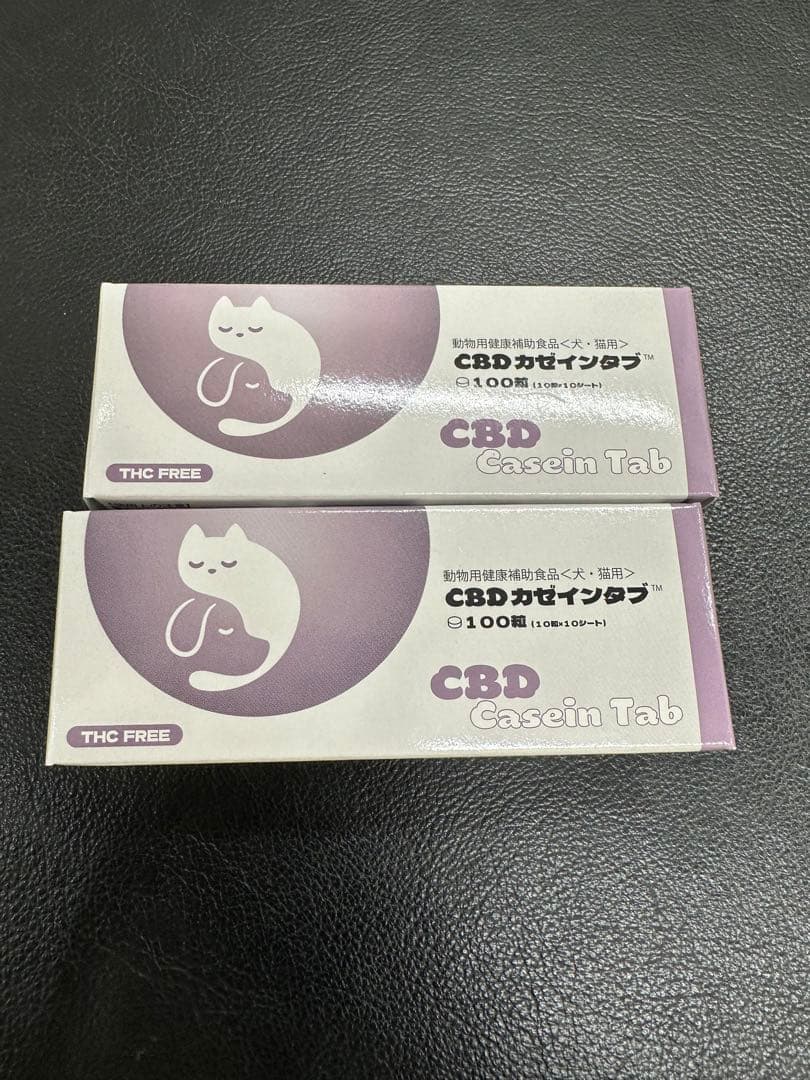 動物用健康補助食品<犬・猫用>
CBDカゼインタブ™
100粒 (10粒×10シート)
CBD
Casein Tab
THC FREE
動物用健康補助食品<犬・猫用>
CBDカゼインタブ™
100粒 (10粒×10シート)
CBD
Casein Tab
THC FREE